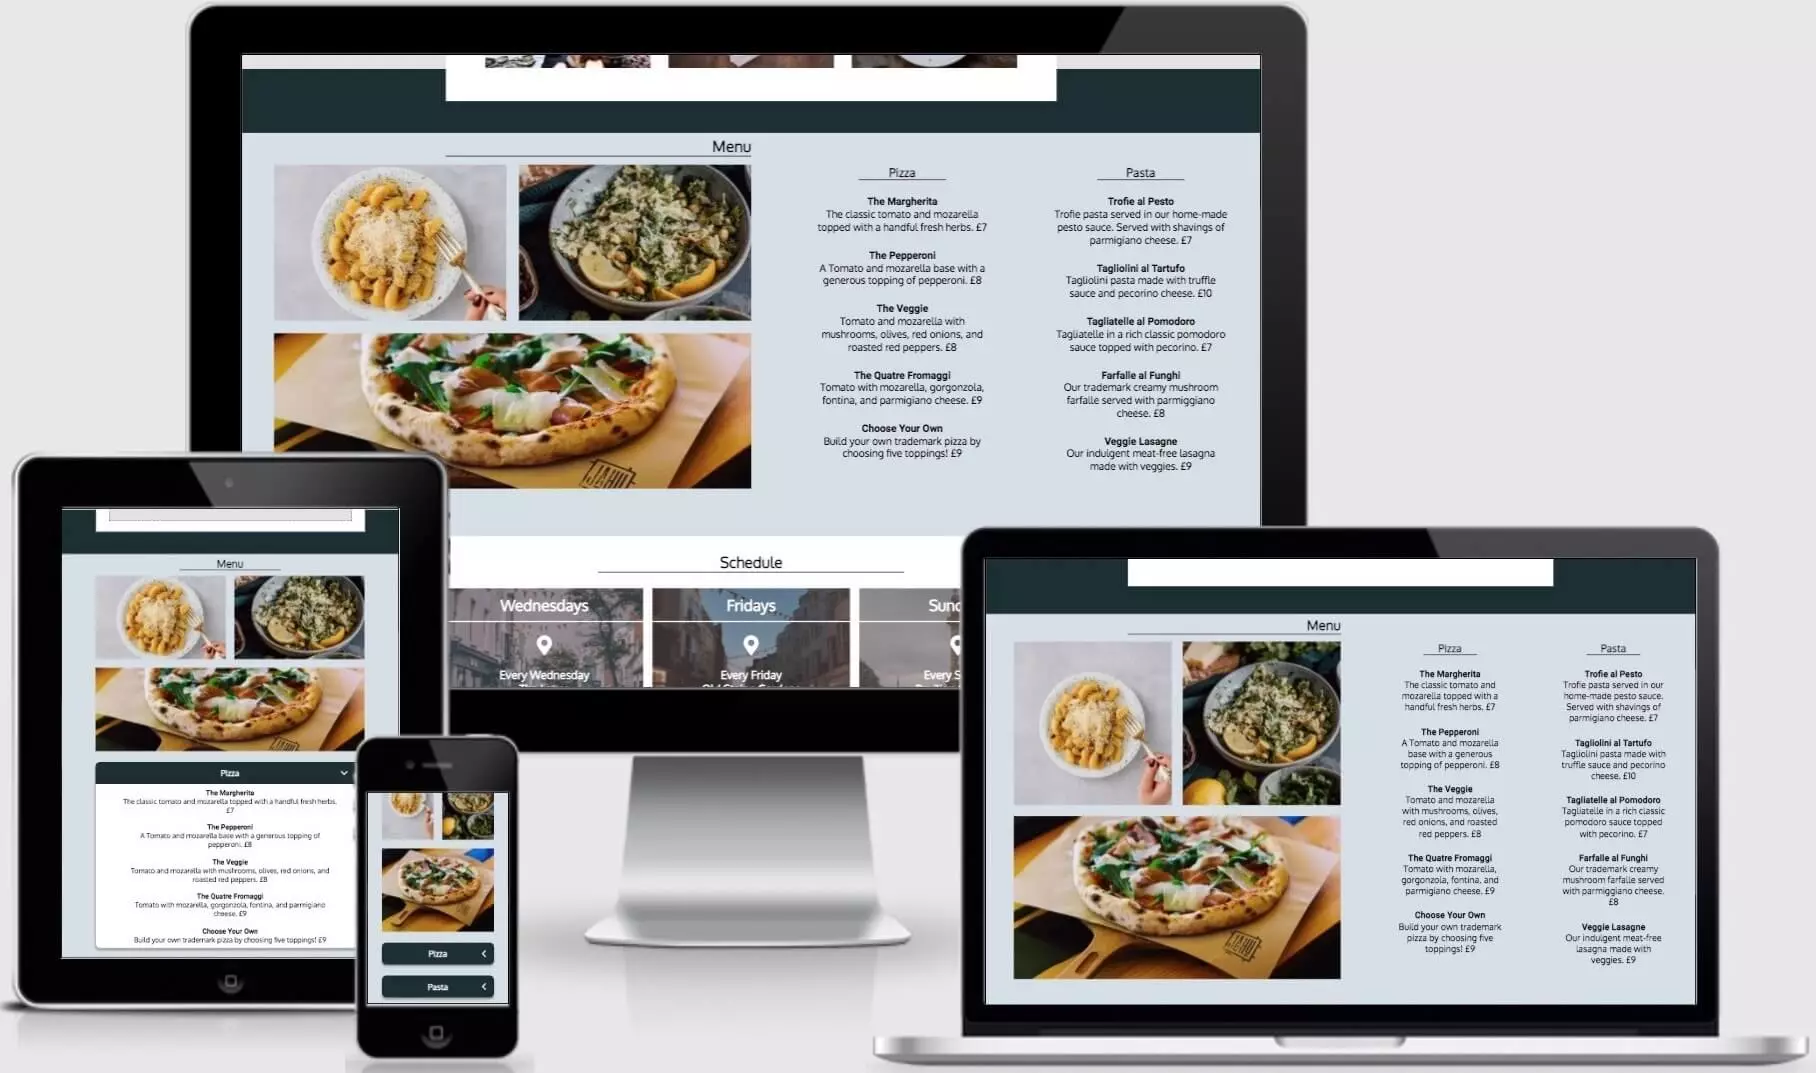 Menu
Pizza
The Margherita
The classic tomato and mozarella
topped with a handful fresh herbs. £7
The Pepperoni
A Tomato and mozarella base with a
generous topping of pepperoni. £8
The Veggie
Tomato and mozarella with
mushrooms, olives, red onions, and
roasted red peppers. £8
The Quatre Fromaggi
Tomato with mozarella, gorgonzola,
fontina, and parmigiano cheese. £9
Choose Your Own
Build your own trademark pizza by
choosing five toppings! £9
Pasta
Trofie al Pesto
Trofie pasta served in our home-made
pesto sauce. Served with shavings of
parmigiano cheese. £7
Tagliolini al Tartufo
Tagliolini pasta made with truffle
sauce and pecorino cheese. £10
Tagliatelle al Pomodoro
Tagliatelle in a rich classic pomodoro
sauce topped with pecorino. £7
Farfalle al Funghi
Our trademark creamy mushroom
farfalle served with parmiggiano
cheese. £8
Veggie Lasagne
Our indulgent meat-free lasagna
made with veggies. £9
Schedule
Wednesdays
Every Wednesday
Fridays
Every Friday
Sund
Every S
Menu
Pizza
The Margherita
The classic tomato and mozarella topped with a handful fresh herbs.
£7
The Pepperoni
A Tomato and mozarella base with a generous topping of
pepperoni. £8
The Veggie
Tomato and mozarella with mushrooms, olives, red onions, and
roasted red peppers. £8
The Quatre Fromaggi
Tomato with mozarella, gorgonzola, fontina, and parmigiano
cheese. £9
Choose Your Own
Build your own trademark pizza by choosing five toppings! £9
Pizza
Pasta
Menu
Pizza
The Margherita
The classic tomato and
mozarella topped with a
handful fresh herbs. £7
The Pepperoni
A Tomato and mozarella
base with a generous
topping of pepperoni. £8
The Veggie
Tomato and mozarella
with mushrooms, olives,
red onions, and roasted
red peppers. £8
The Quatre Fromaggi
Tomato with mozarella,
gorgonzola, fontina, and
parmigiano cheese. £9
Choose Your Own
Build your own trademark
pizza by choosing five
toppings! £9
Pasta
Trofie al Pesto
Trofie pasta served in our
home-made pesto sauce.
Served with shavings of
parmigiano cheese. £7
Tagliolini al Tartufo
Tagliolini pasta made with
truffle sauce and pecorino
cheese. £10
Tagliatelle al Pomodoro
Tagliatelle in a rich classic
pomodoro sauce topped
with pecorino. £7
Farfalle al Funghi
Our trademark creamy
mushroom farfalle served
with parmiggiano cheese.
£8
Veggie Lasagne
Our indulgent meat-free
lasagna made with
veggies. £9